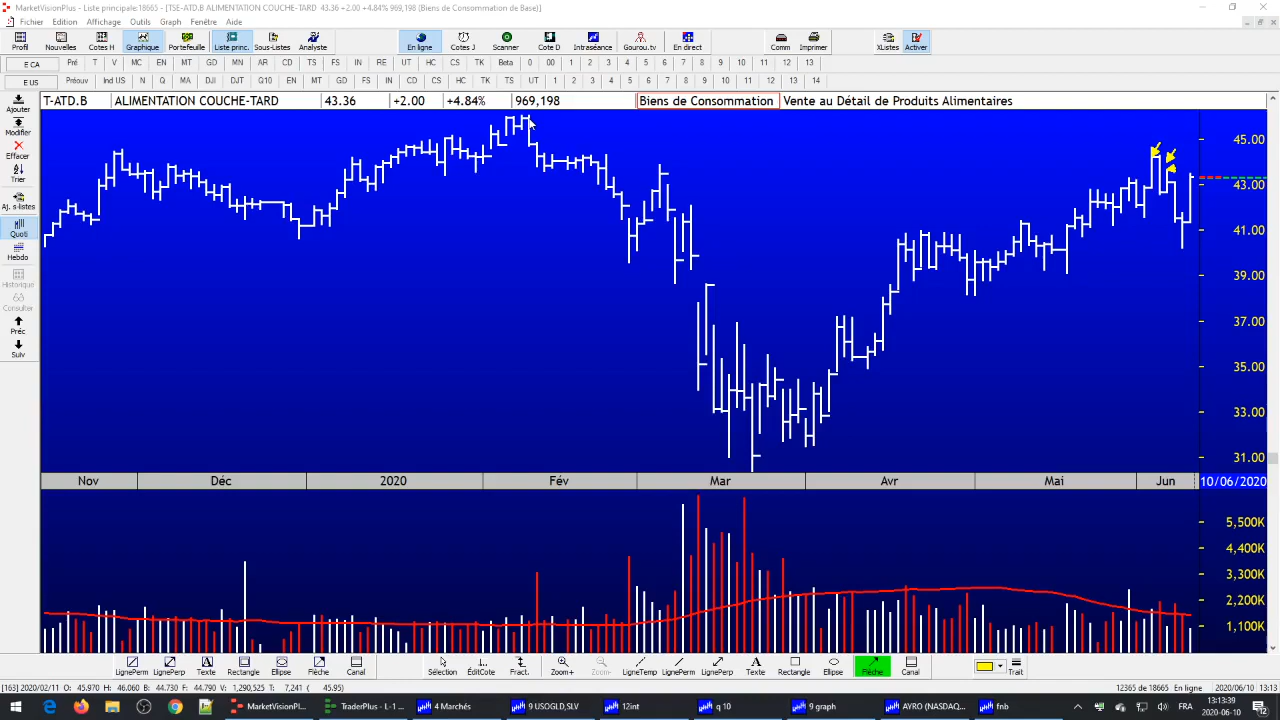 MarketVisionPlus - Liste principale:18665 - [TSE-ATD.B ALIMENTATION COUCHE-TARD 43.36 +2.00 +4.84% 969,198 [Biens de Consommation de Base)]
Fichier Edition Affichage Outils Graph Fenêtre Aide
Profil Nouvelles Cotes H Graphique Portefeuille Liste princ. Sous-Listes Analyste En ligne Cotes J Scanner Cote D Intraséance Gourou.tv En direct Comm Imprimer XListes Activer
E CA Pré T V MC EN MT GD MN AR CD TS FS IN RE UT HC CS HC TK Beta 0 00 1 2 3 4 5 6 7 8 9 10 11 12 13
E US Préouv Ind US N Q MA DJI DJT Q10 EN MT GD FS IN CD CS HC TK TS UT 1 2 3 4 5 6 7 8 9 10 11 12 13 14
T-ATD.B ALIMENTATION COUCHE-TARD 43.36 +2.00 +4.84% 969,198 Biens de Consommation Vente au Détail de Produits Alimentaires
Ajouter
Modifier
Effacer
Trier
Aj. s-listes
Quoti
Hebdo
Historique
Consulter
Préc
Suiv
45.00
43.00
41.00
39.00
37.00
35.00
33.00
31.00
Nov Déc 2020 Fév Mar Avr Mai Jun 10/06/2020
5,500K
4,400K
3,300K
2,200K
1,100K
LignePerm LignePerp Texte Rectangle Ellipse Flêche Canal Sélection ÉditCote Fract. Zoom+ Zoom- LigneTemp LignePerm LignePerp Texte Rectangle Ellipse Flêche Canal Trait
[163] 2020/02/11 O: 45.970 H: 46.060 B: 44.730 F: 44.790 V: 1,290,525 T: 7,241 ( 45.95) 12365 de 18665 En ligne 2020/06/10 13:13
MarketVisionPL... TraderPlus - L-1 ... 4 Marchés 9 USOGLD,SLV 12int q 10 9 graph AYRO (NASDAQ... fnb FRA 13:13:39
2020-06-10